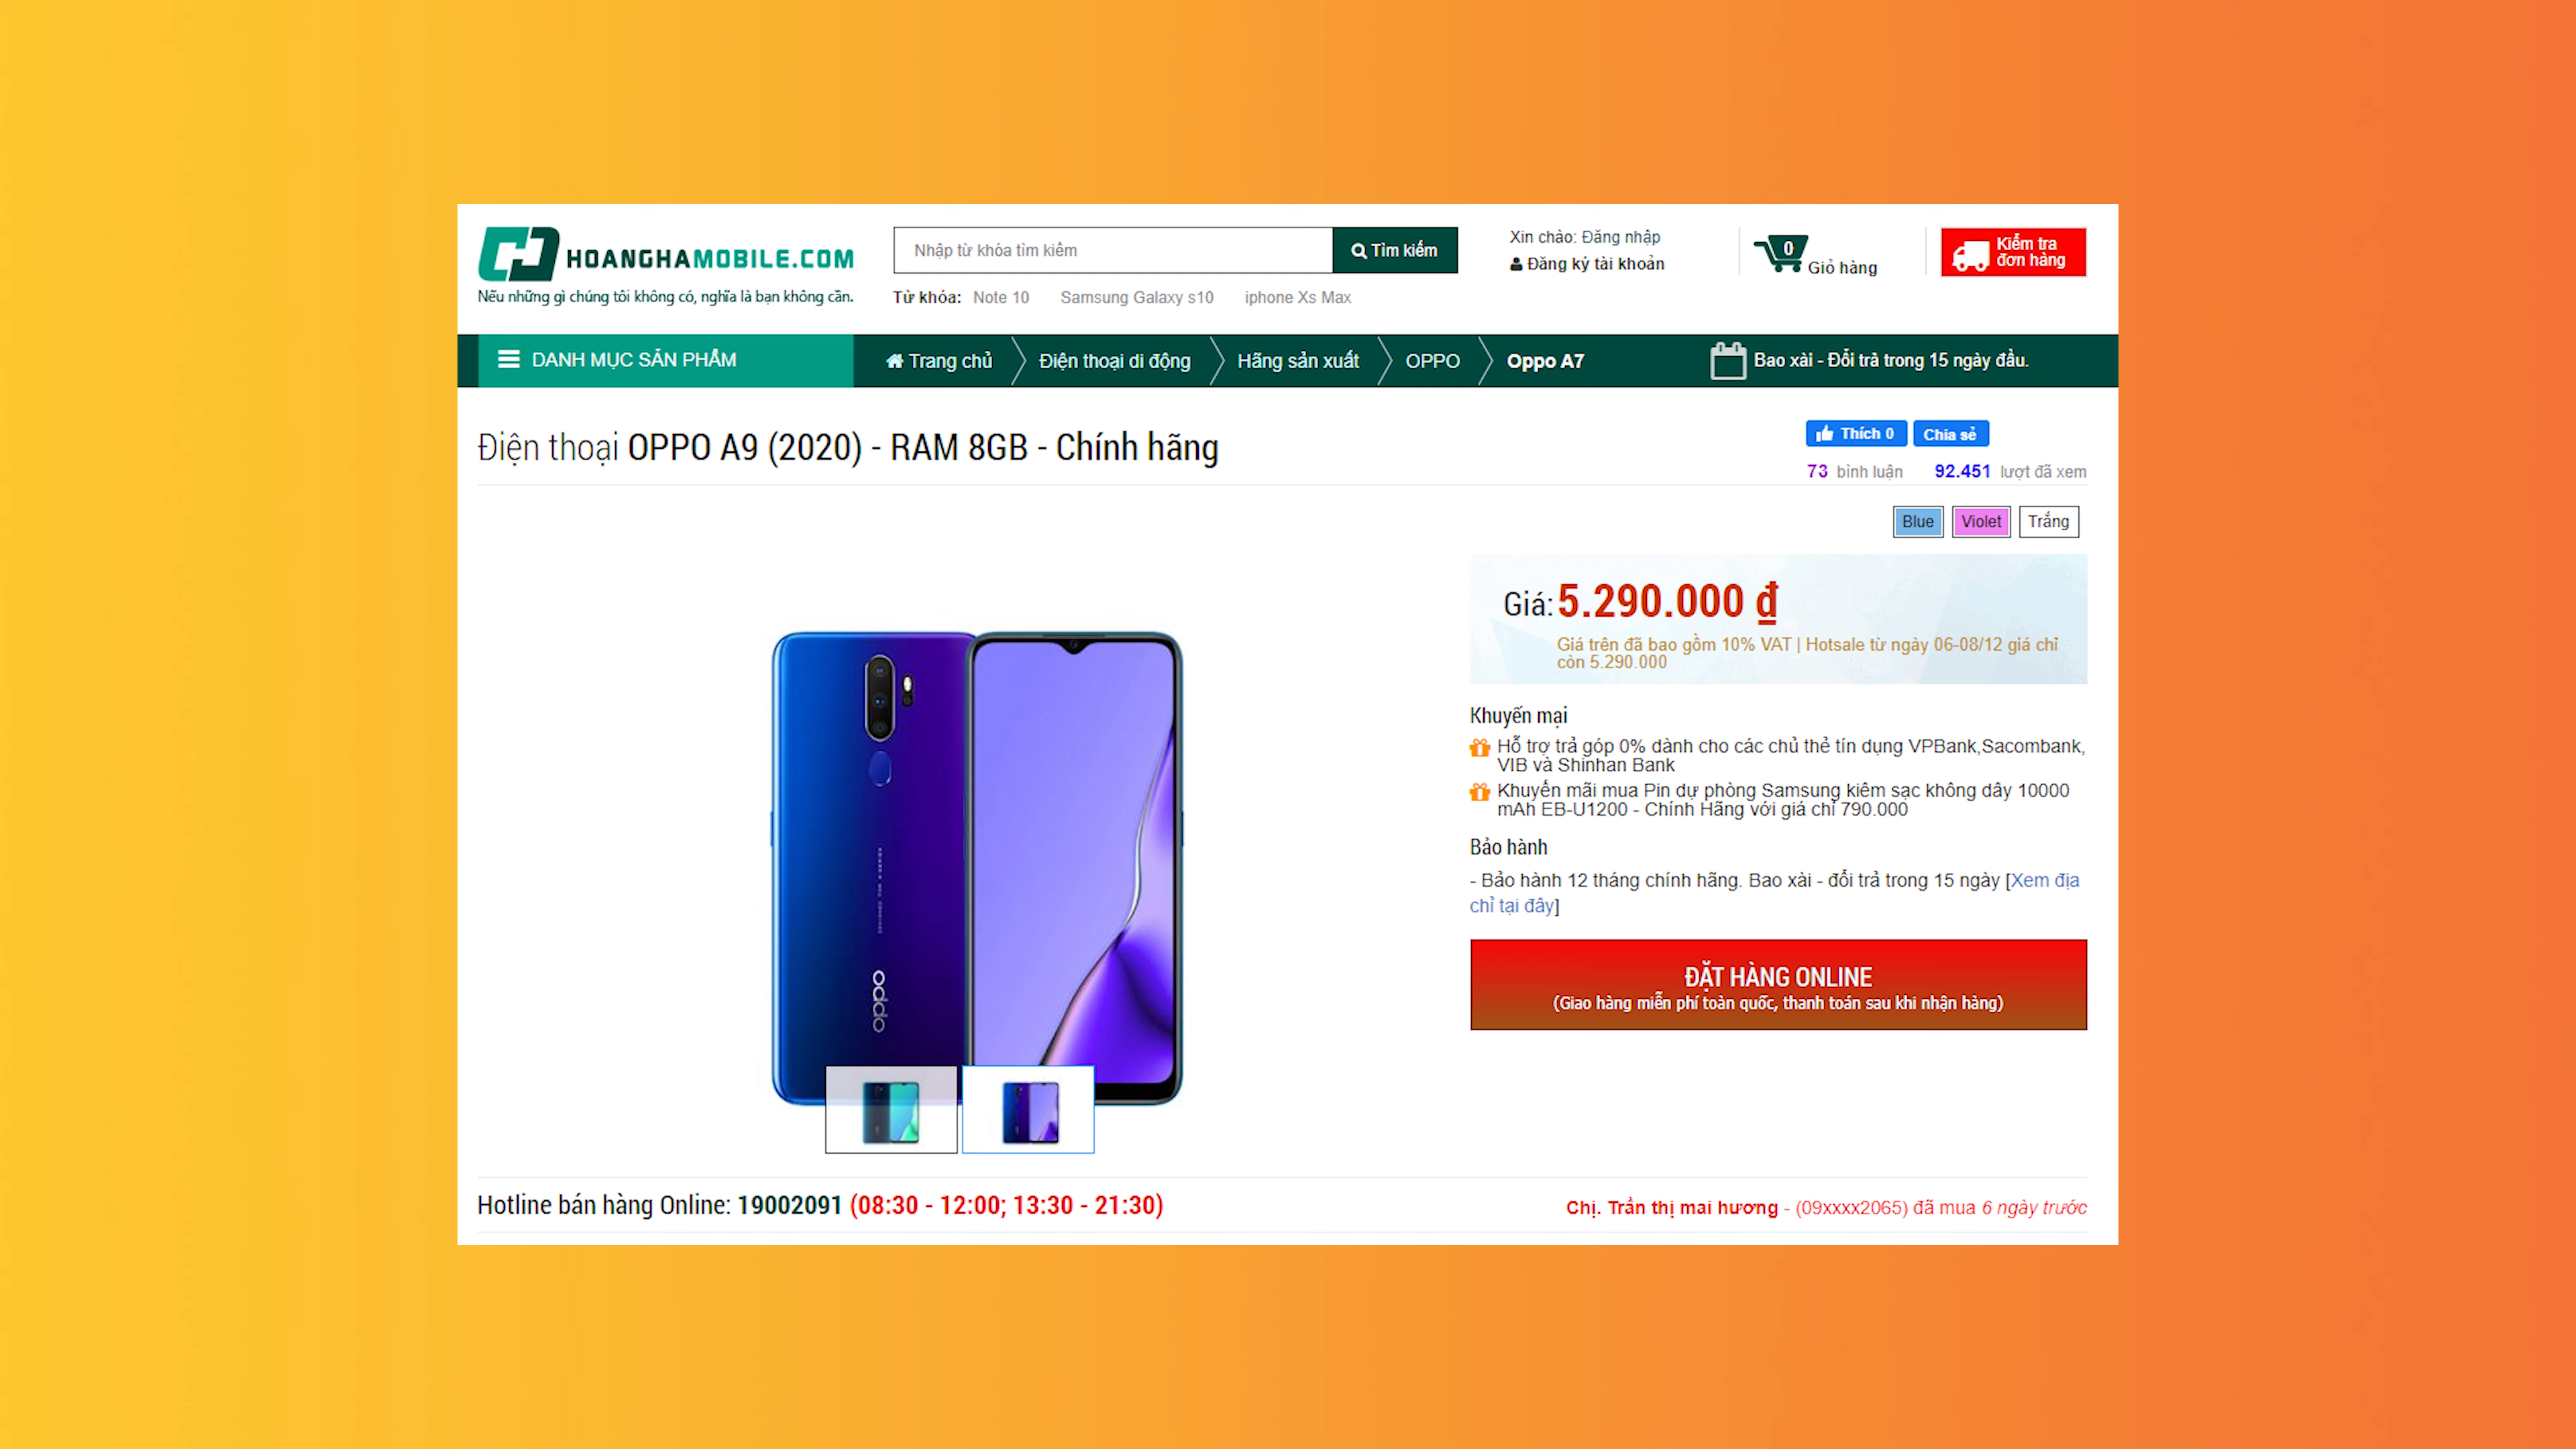 HOANGHAMOBILE.COM
Nếu những gì chúng tôi không có, nghĩa là bạn không cần.
Nhập từ khóa tìm kiếm
Tìm kiếm
Từ khóa: Note 10 Samsung Galaxy s10 iphone Xs Max
Xin chào: Đăng nhập
Đăng ký tài khoản
0 Giỏ hàng
Kiểm tra
đơn hàng
DANH MỤC SẢN PHẨM
Trang chủ Điện thoại di động Hãng sản xuất OPPO Oppo A7
Bao xài - Đổi trả trong 15 ngày đầu.
Điện thoại OPPO A9 (2020) - RAM 8GB - Chính hãng
Thích 0 Chia sẻ
73 bình luận 92.451 lượt đã xem
Blue Violet Trắng
Giá: 5.290.000 ₫
Giá trên đã bao gồm 10% VAT | Hotsale từ ngày 06-08/12 giá chỉ
còn 5.290.000
Khuyến mại
Hỗ trợ trả góp 0% dành cho các chủ thẻ tín dụng VPBank,Sacombank,
VIB và Shinhan Bank
Khuyến mãi mua Pin dự phòng Samsung kiêm sạc không dây 10000
mAh EB-U1200 - Chính Hãng với giá chỉ 790.000
Bảo hành
- Bảo hành 12 tháng chính hãng. Bao xài - đổi trả trong 15 ngày [Xem địa
chỉ tại đây]
ĐẶT HÀNG ONLINE
(Giao hàng miễn phí toàn quốc, thanh toán sau khi nhận hàng)
oppo
Hotline bán hàng Online: 19002091 (08:30 - 12:00; 13:30 - 21:30)
Chị. Trần thị mai hương - (09xxxx2065) đã mua 6 ngày trước